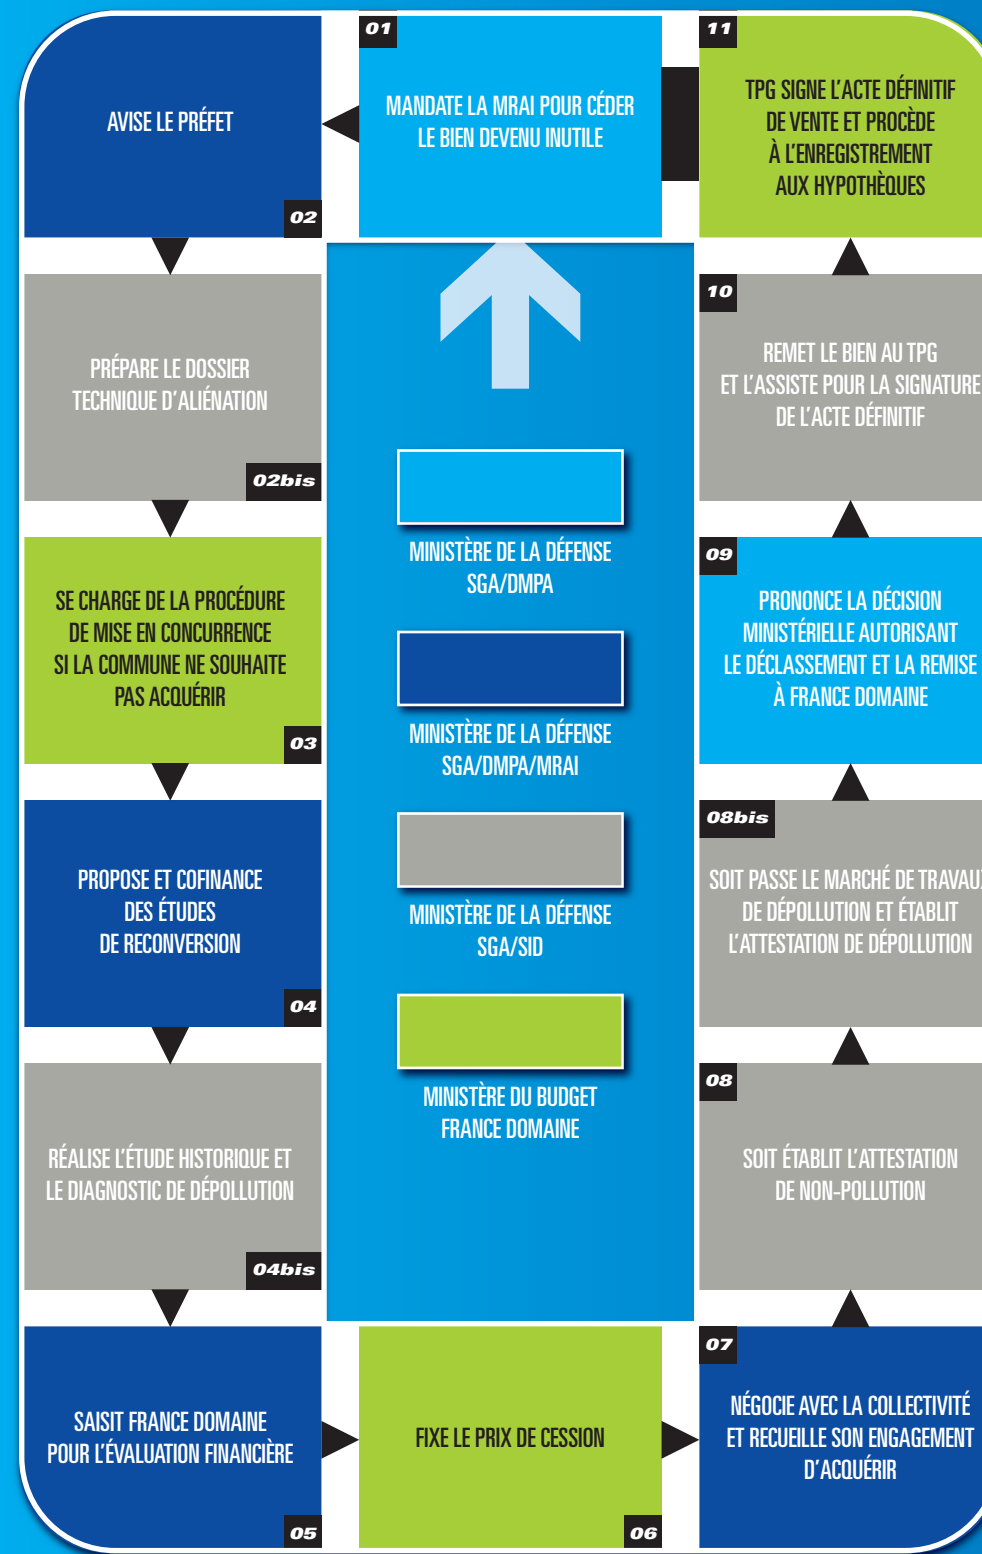 01
MANDATE LA MRAI POUR CÉDER
LE BIEN DEVENU INUTILE
AVISE LE PRÉFET
02
PRÉPARE LE DOSSIER
TECHNIQUE D'ALIÉNATION
02bis
SE CHARGE DE LA PROCÉDURE
DE MISE EN CONCURRENCE
SI LA COMMUNE NE SOUHAITE
PAS ACQUÉRIR
03
PROPOSE ET COFINANCE
DES ÉTUDES
DE RECONVERSION
04
RÉALISE L'ÉTUDE HISTORIQUE ET
LE DIAGNOSTIC DE DÉPOLLUTION
04bis
SAISIT FRANCE DOMAINE
POUR L'ÉVALUATION FINANCIÈRE
05
FIXE LE PRIX DE CESSION
06
07
NÉGOCIE AVEC LA COLLECTIVITÉ
ET RECUEILLE SON ENGAGEMENT
D'ACQUÉRIR
08
SOIT ÉTABLIT L'ATTESTATION
DE NON-POLLUTION
08bis
SOIT PASSE LE MARCHÉ DE TRAVAUX
DE DÉPOLLUTION ET ÉTABLIT
L'ATTESTATION DE DÉPOLLUTION
09
PRONONCE LA DÉCISION
MINISTÉRIELLE AUTORISANT
LE DÉCLASSEMENT ET LA REMISE
À FRANCE DOMAINE
10
REMET LE BIEN AU TPG
ET L'ASSISTE POUR LA SIGNATURE
DE L'ACTE DÉFINITIF
11
TPG SIGNE L'ACTE DÉFINITIF
DE VENTE ET PROCÈDE
À L'ENREGISTREMENT
AUX HYPOTHÈQUES
MINISTÈRE DE LA DÉFENSE
SGA/DMPA
MINISTÈRE DE LA DÉFENSE
SGA/DMPA/MRAI
MINISTÈRE DE LA DÉFENSE
SGA/SID
MINISTÈRE DU BUDGET
FRANCE DOMAINE